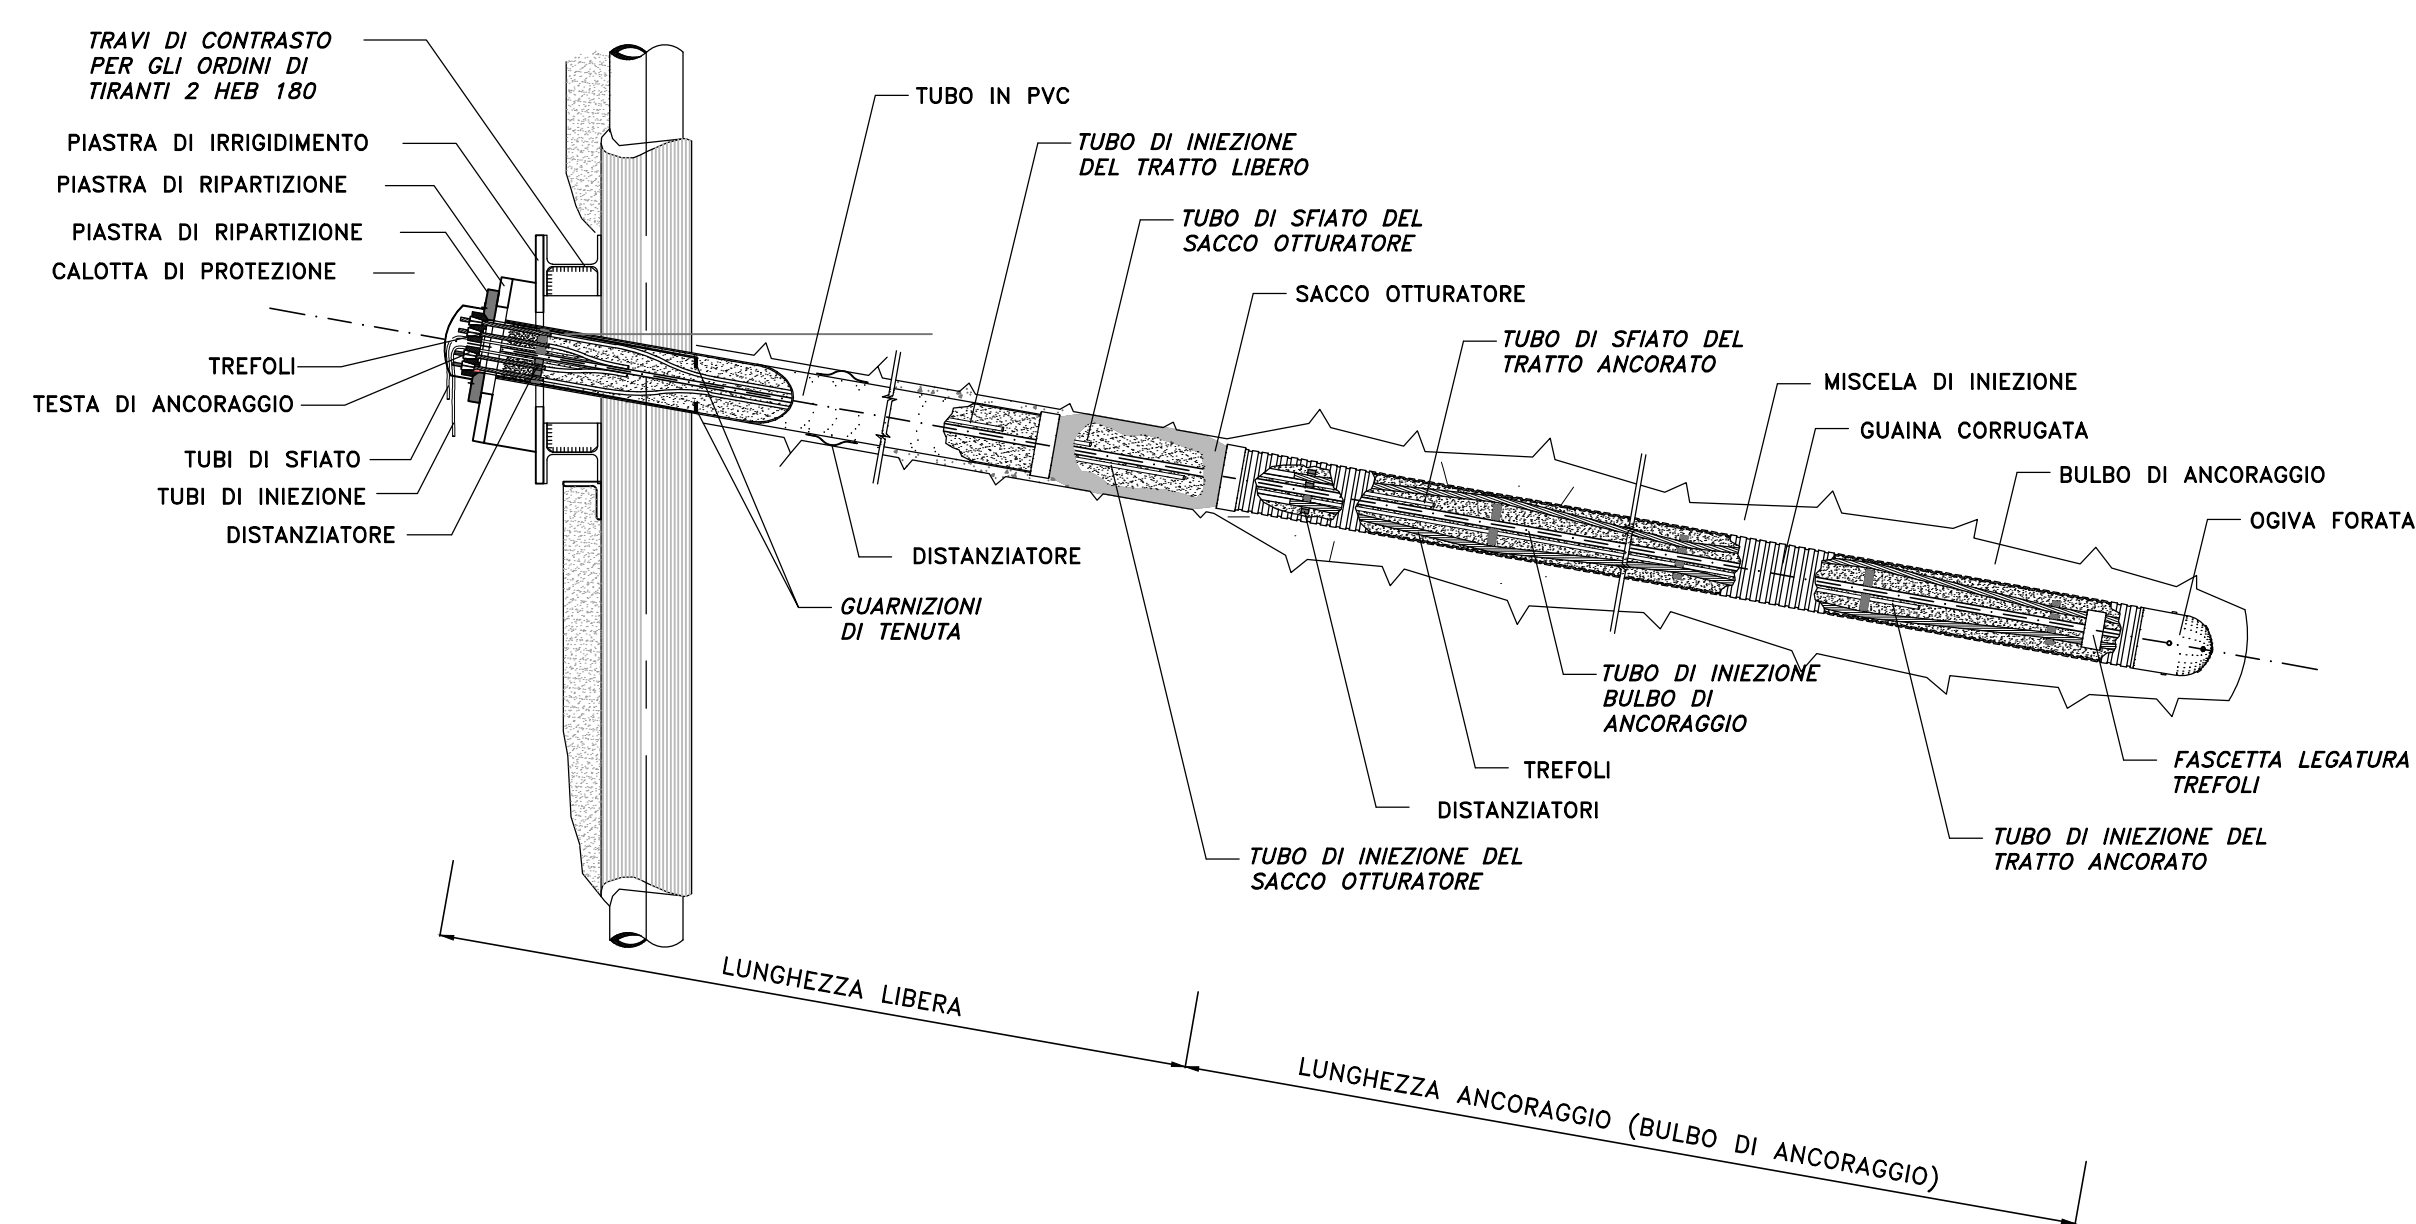 TRAVI DI CONTRASTO
PER GLI ORDINI DI
TIRANTI 2 HEB 180
PIASTRA DI IRRIGIDIMENTO
PIASTRA DI RIPARTIZIONE
PIASTRA DI RIPARTIZIONE
CALOTTA DI PROTEZIONE
TREFOLI
TESTA DI ANCORAGGIO
TUBI DI SFIATO
TUBI DI INIEZIONE
DISTANZIATORE
TUBO IN PVC
TUBO DI INIEZIONE
DEL TRATTO LIBERO
TUBO DI SFIATO DEL
SACCO OTTURATORE
SACCO OTTURATORE
TUBO DI SFIATO DEL
TRATTO ANCORATO
MISCELA DI INIEZIONE
GUAINA CORRUGATA
BULBO DI ANCORAGGIO
OGIVA FORATA
DISTANZIATORE
GUARNIZIONI
DI TENUTA
TUBO DI INIEZIONE
BULBO DI
ANCORAGGIO
TREFOLI
DISTANZIATORI
TUBO DI INIEZIONE DEL
SACCO OTTURATORE
FASCETTA LEGATURA
TREFOLI
TUBO DI INIEZIONE DEL
TRATTO ANCORATO
LUNGHEZZA LIBERA
LUNGHEZZA ANCORAGGIO (BULBO DI ANCORAGGIO)